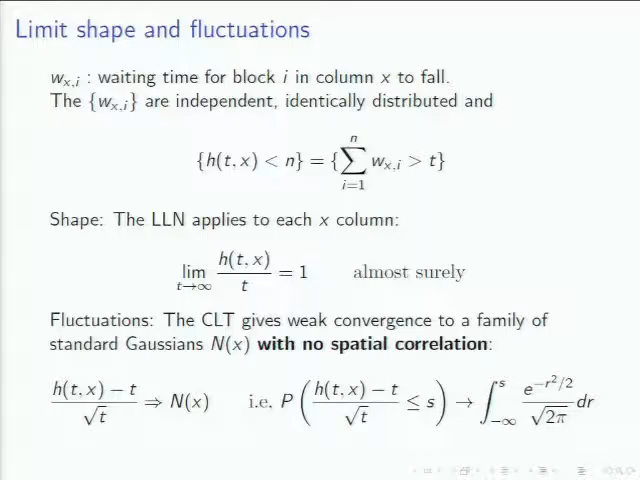 Limit shape and fluctuations
w_{x,i} : waiting time for block i in column x to fall.
The {w_{x,i}} are independent, identically distributed and
{h(t, x) < n} = {∑_{i=1}^{n} w_{x,i} > t}
Shape: The LLN applies to each x column:
lim_{t→∞} h(t, x)/t = 1 almost surely
Fluctuations: The CLT gives weak convergence to a family of
standard Gaussians N(x) with no spatial correlation:
(h(t, x) − t)/√t ⇒ N(x) i.e. P((h(t, x) − t)/√t ≤ s) → ∫_{−∞}^{s} e^{−r²/2}/√2π dr